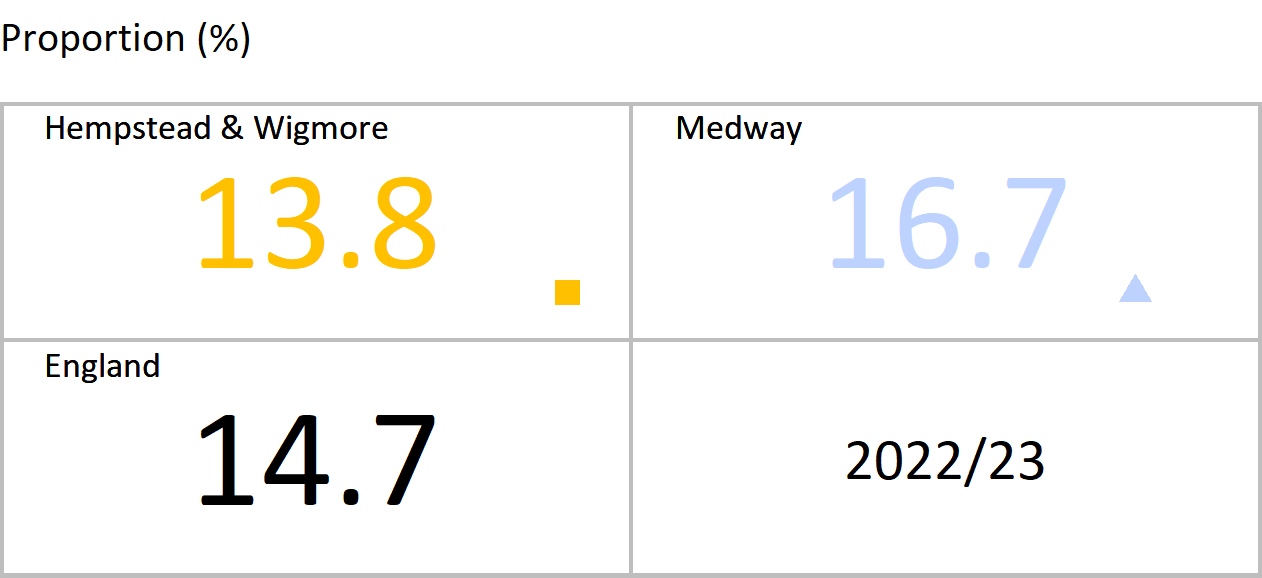 Proportion (%)
Hempstead & Wigmore
13.8
Medway
16.7
England
14.7
2022/23